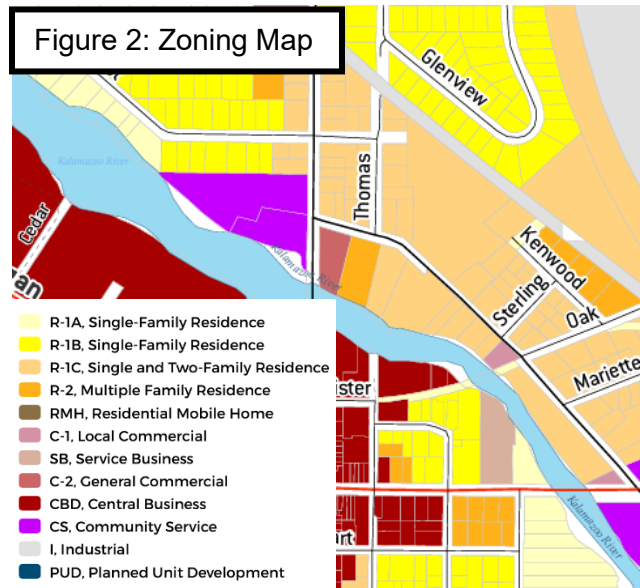 Figure 2: Zoning Map
Glenview
Kalamazoo River
Thomas
Cedar
Kenwood
Kalamazoo River
Sterling
Oak
Mariette
R-1A, Single-Family Residence
R-1B, Single-Family Residence
R-1C, Single and Two-Family Residence
R-2, Multiple Family Residence
RMH, Residential Mobile Home
C-1, Local Commercial
SB, Service Business
C-2, General Commercial
CBD, Central Business
CS, Community Service
I, Industrial
PUD, Planned Unit Development
Kalamazoo River